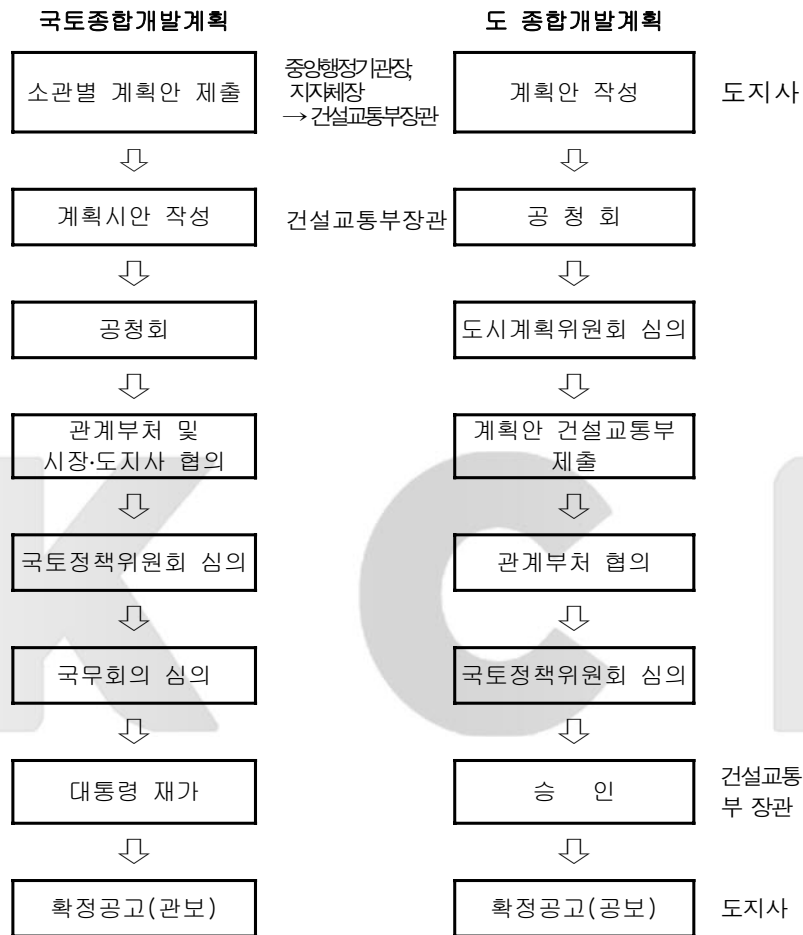 국토종합개발계획
소관별 계획안 제출
중앙행정기관장,
지자체장
→ 건설교통부장관
계획시안 작성
건설교통부장관
공청회
관계부처 및
시장·도지사 협의
국토정책위원회 심의
국무회의 심의
대통령 재가
확정공고(관보)
도 종합개발계획
계획안 작성
도지사
공 청 회
도시계획위원회 심의
계획안 건설교통부
제출
관계부처 협의
국토정책위원회 심의
승 인
건설교통
부 장관
확정공고(공보)
도지사
K C I